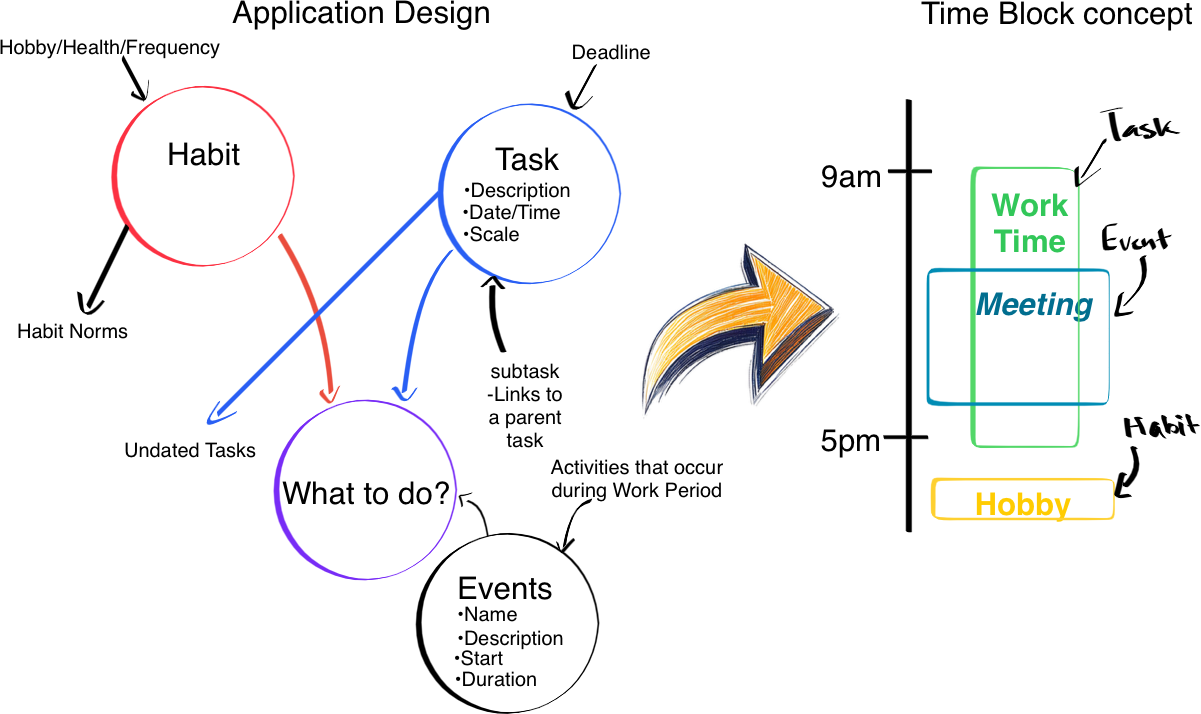 Application Design
Time Block concept
Hobby/Health/Frequency
Deadline
Habit
Task
•Description
•Date/Time
•Scale
Habit Norms
subtask
-Links to
a parent
task
Undated Tasks
What to do?
Activities that occur
during Work Period
Events
•Name
•Description
•Start
•Duration
Task
9am
Work
Time
Event
Meeting
5pm
Habit
Hobby